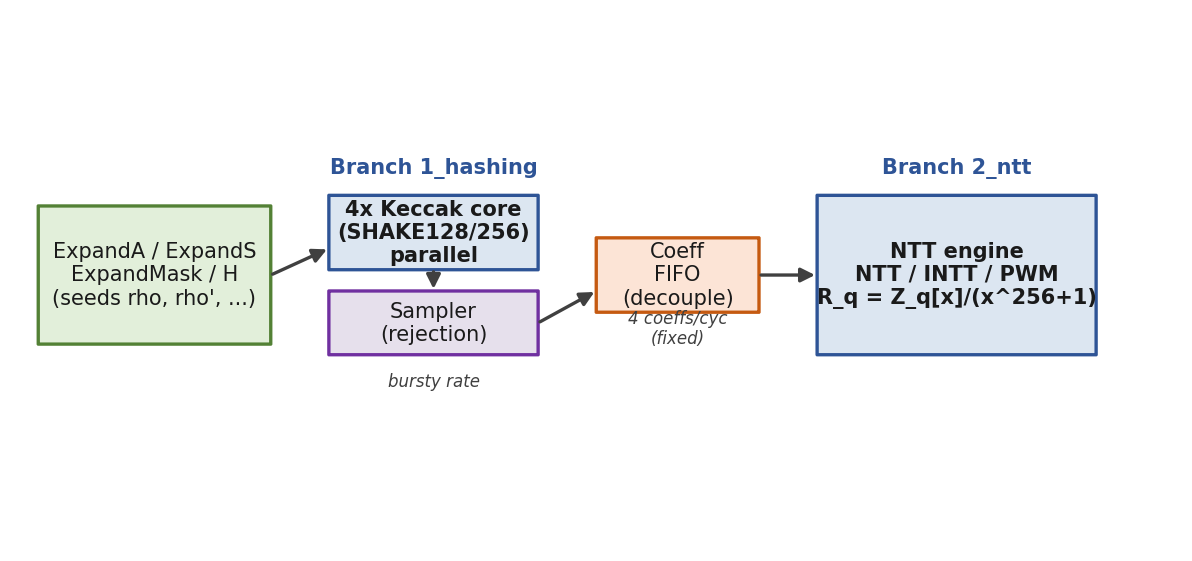 Branch 1_hashing
Branch 2_ntt
ExpandA / ExpandS
ExpandMask / H
(seeds rho, rho', ...)
4x Keccak core
(SHAKE128/256)
parallel
Sampler
(rejection)
bursty rate
Coeff
FIFO
(decouple)
4 coeffs/cyc
(fixed)
NTT engine
NTT / INTT / PWM
R_q = Z_q[x]/(x^256+1)